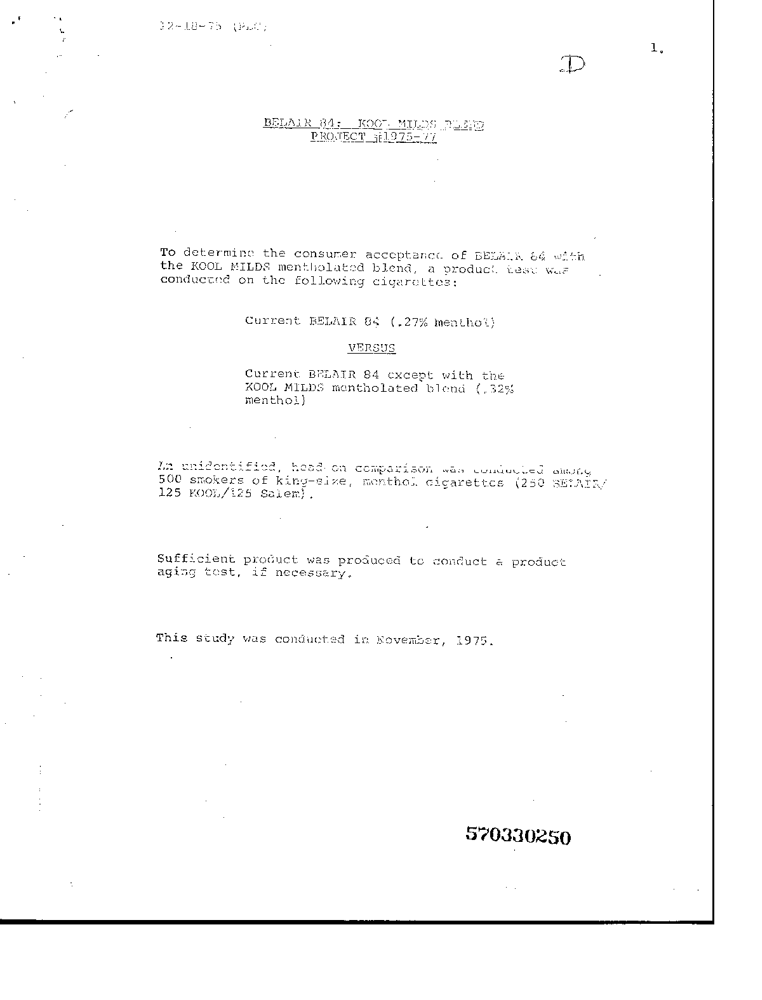 12-18-75
1.
D
BELAIR 84: KOOL MILDS BLEND
PROJECT #1975-77
To determine the consumer acceptance of BELAIR 84 with
the KOOL MILDS mentholated blend, a product test was
conducted on the following cigarettes:
Current BELAIR 84 (.27% menthol)
VERSUS
Current BELAIR 84 except with the
KOOL MILDS mentholated blend (.32%
menthol)
An unidentified, head-on comparison was conducted among
500 smokers of king-size, menthol cigarettes (250 BELAIR/
125 KOOL/125 Salem).
Sufficient product was produced to conduct a product
aging test, if necessary.
This study was conducted in November, 1975.
570330250